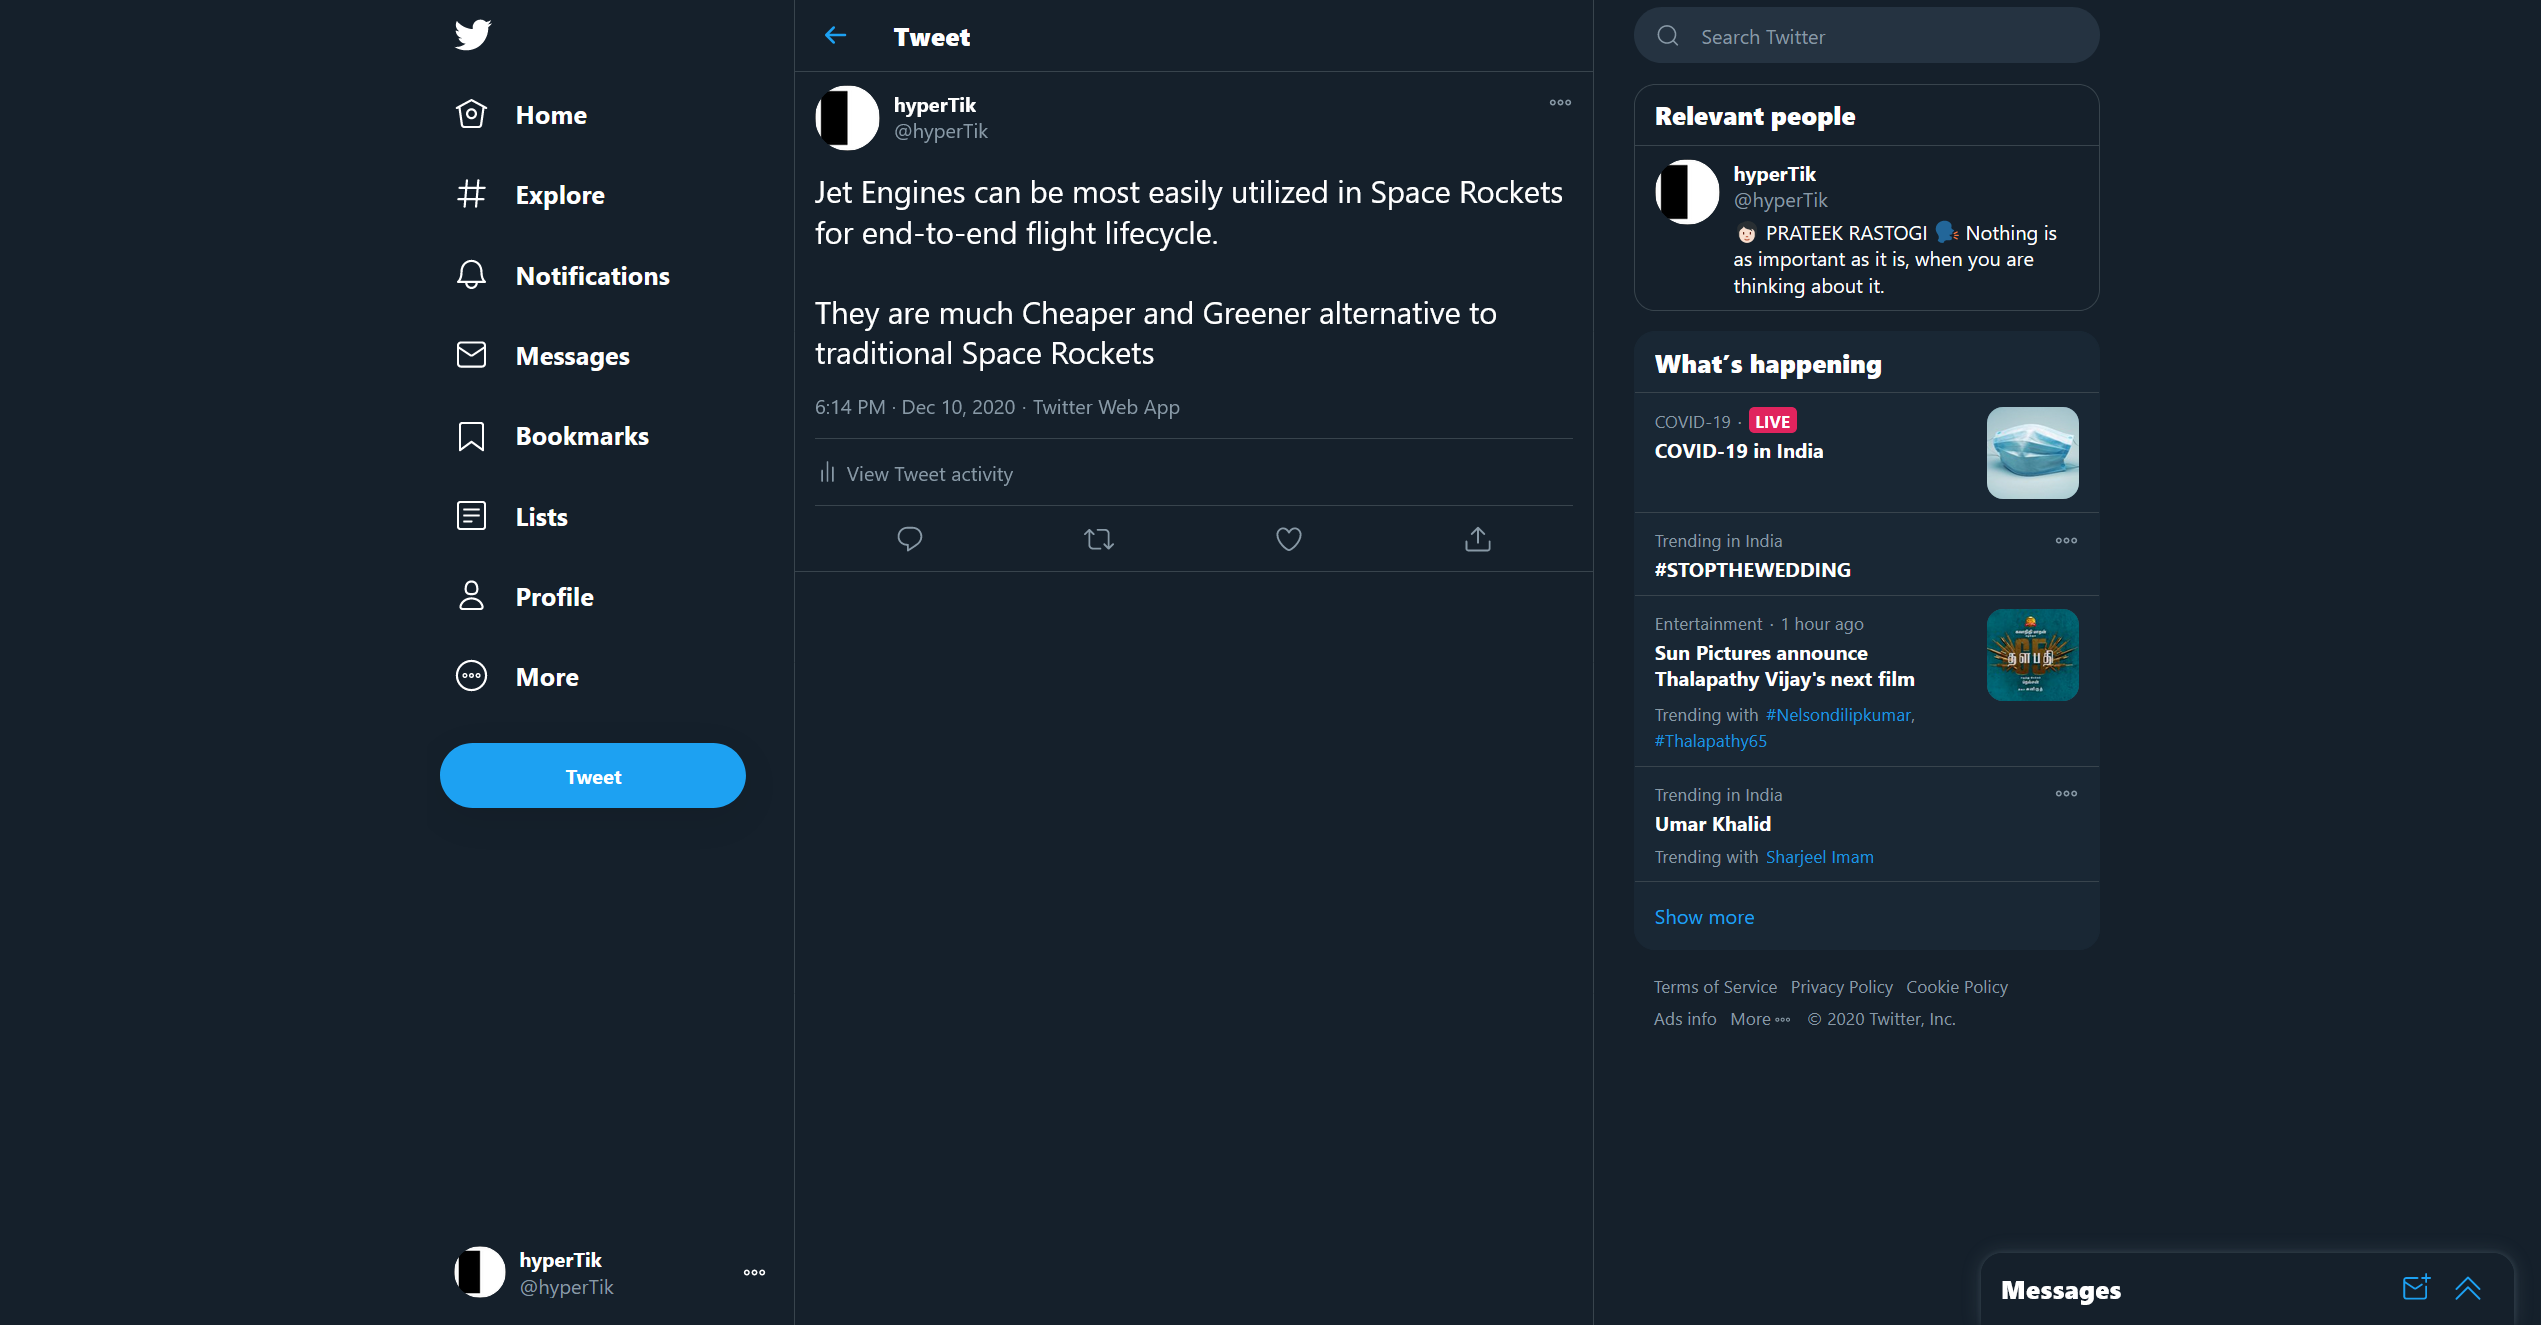 Home
Explore
Notifications
Messages
Bookmarks
Lists
Profile
More
Tweet
hyperTik
@hyperTik
Tweet
hyperTik
@hyperTik
Jet Engines can be most easily utilized in Space Rockets
for end-to-end flight lifecycle.
They are much Cheaper and Greener alternative to
traditional Space Rockets
6:14 PM · Dec 10, 2020 · Twitter Web App
View Tweet activity
Search Twitter
Relevant people
hyperTik
@hyperTik
PRATEEK RASTOGI Nothing is
as important as it is, when you are
thinking about it.
What's happening
COVID-19 · LIVE
COVID-19 in India
Trending in India
#STOPTHEWEDDING
Entertainment · 1 hour ago
Sun Pictures announce
Thalapathy Vijay's next film
தளபதி
Trending with #Nelsondilipkumar,
#Thalapathy65
Trending in India
Umar Khalid
Trending with Sharjeel Imam
Show more
Terms of Service Privacy Policy Cookie Policy
Ads info More © 2020 Twitter, Inc.
Messages